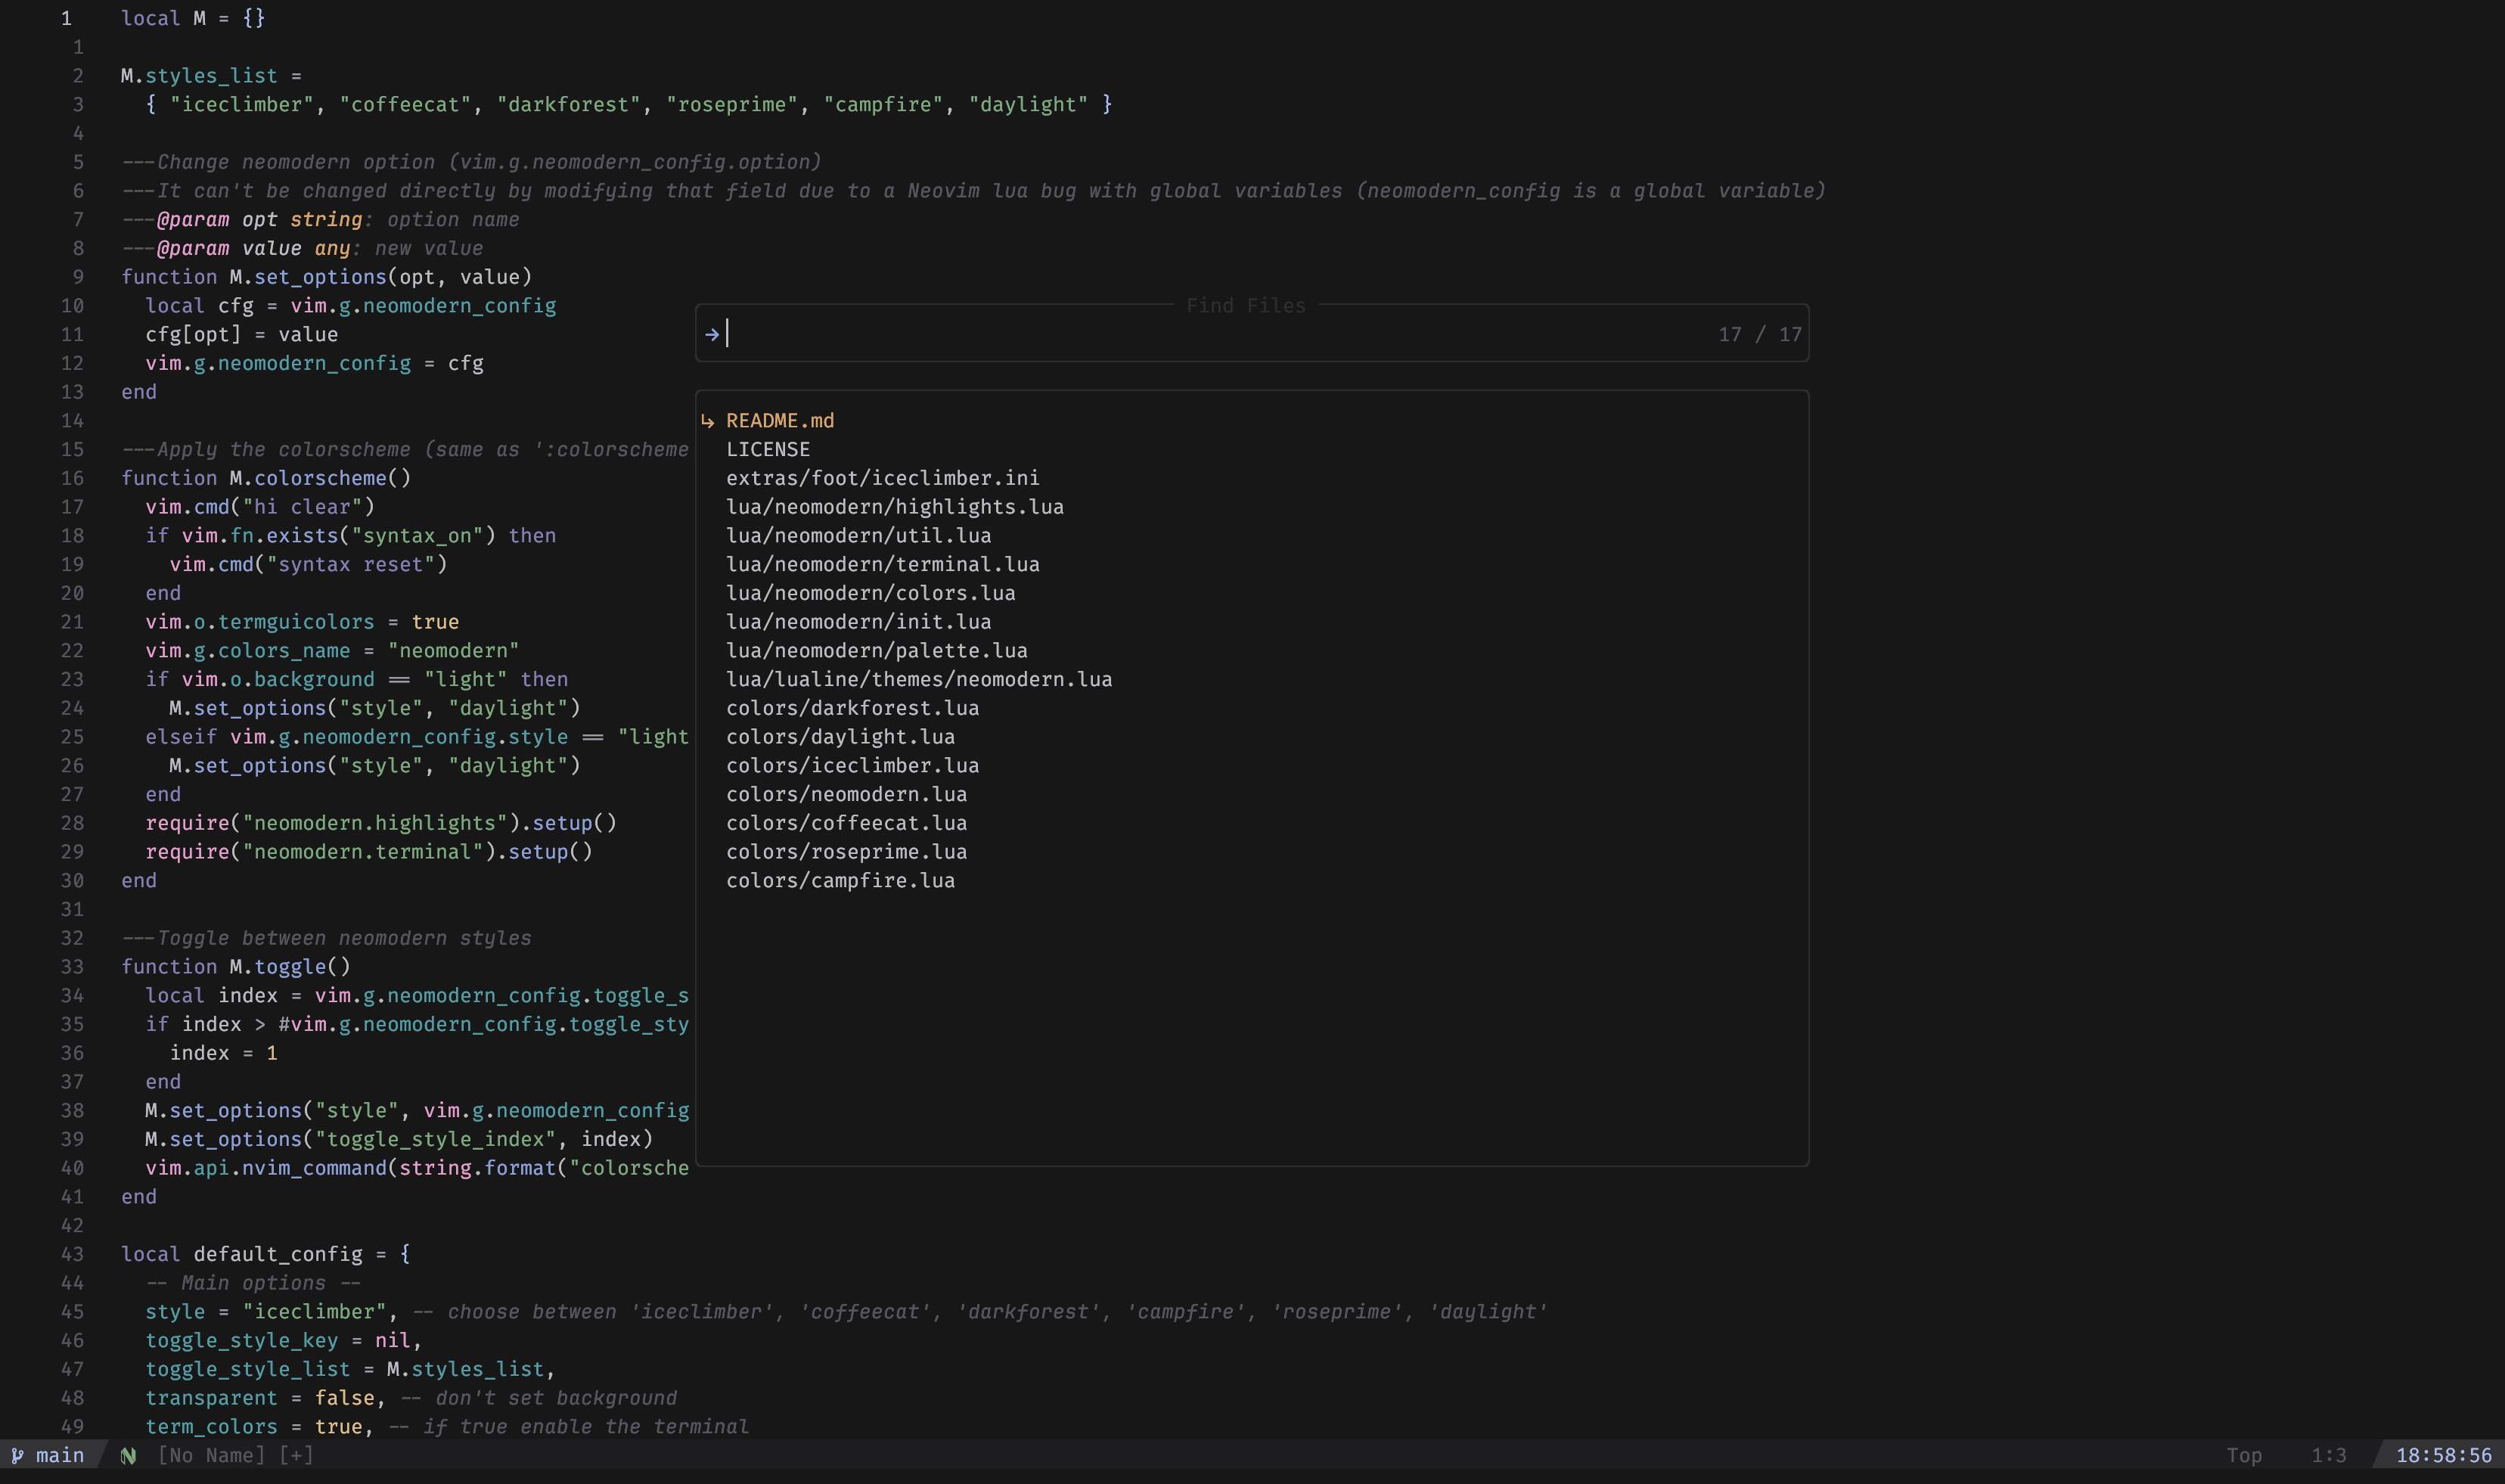 1 local M = {}
1
2 M.styles_list =
3 { "iceclimber", "coffeecat", "darkforest", "roseprime", "campfire", "daylight" }
4
5 ---Change neomodern option (vim.g.neomodern_config.option)
6 ---It can't be changed directly by modifying that field due to a Neovim lua bug with global variables (neomodern_config is a global variable)
7 ---@param opt string: option name
8 ---@param value any: new value
9 function M.set_options(opt, value)
10 local cfg = vim.g.neomodern_config
11 cfg[opt] = value
12 vim.g.neomodern_config = cfg
13 end
14
15 ---Apply the colorscheme (same as ':colorscheme
16 function M.colorscheme()
17 vim.cmd("hi clear")
18 if vim.fn.exists("syntax_on") then
19 vim.cmd("syntax reset")
20 end
21 vim.o.termguicolors = true
22 vim.g.colors_name = "neomodern"
23 if vim.o.background == "light" then
24 M.set_options("style", "daylight")
25 elseif vim.g.neomodern_config.style == "light
26 M.set_options("style", "daylight")
27 end
28 require("neomodern.highlights").setup()
29 require("neomodern.terminal").setup()
30 end
31
32 ---Toggle between neomodern styles
33 function M.toggle()
34 local index = vim.g.neomodern_config.toggle_s
35 if index > #vim.g.neomodern_config.toggle_sty
36 index = 1
37 end
38 M.set_options("style", vim.g.neomodern_config
39 M.set_options("toggle_style_index", index)
40 vim.api.nvim_command(string.format("colorsche
41 end
42
43 local default_config = {
44 -- Main options --
45 style = "iceclimber", -- choose between 'iceclimber', 'coffeecat', 'darkforest', 'campfire', 'roseprime', 'daylight'
46 toggle_style_key = nil,
47 toggle_style_list = M.styles_list,
48 transparent = false, -- don't set background
49 term_colors = true, -- if true enable the terminal
Find Files
→ 17 / 17
↳ README.md
LICENSE
extras/foot/iceclimber.ini
lua/neomodern/highlights.lua
lua/neomodern/util.lua
lua/neomodern/terminal.lua
lua/neomodern/colors.lua
lua/neomodern/init.lua
lua/neomodern/palette.lua
lua/lualine/themes/neomodern.lua
colors/darkforest.lua
colors/daylight.lua
colors/iceclimber.lua
colors/neomodern.lua
colors/coffeecat.lua
colors/roseprime.lua
colors/campfire.lua
main [No Name] [+] Top 1:3 18:58:56